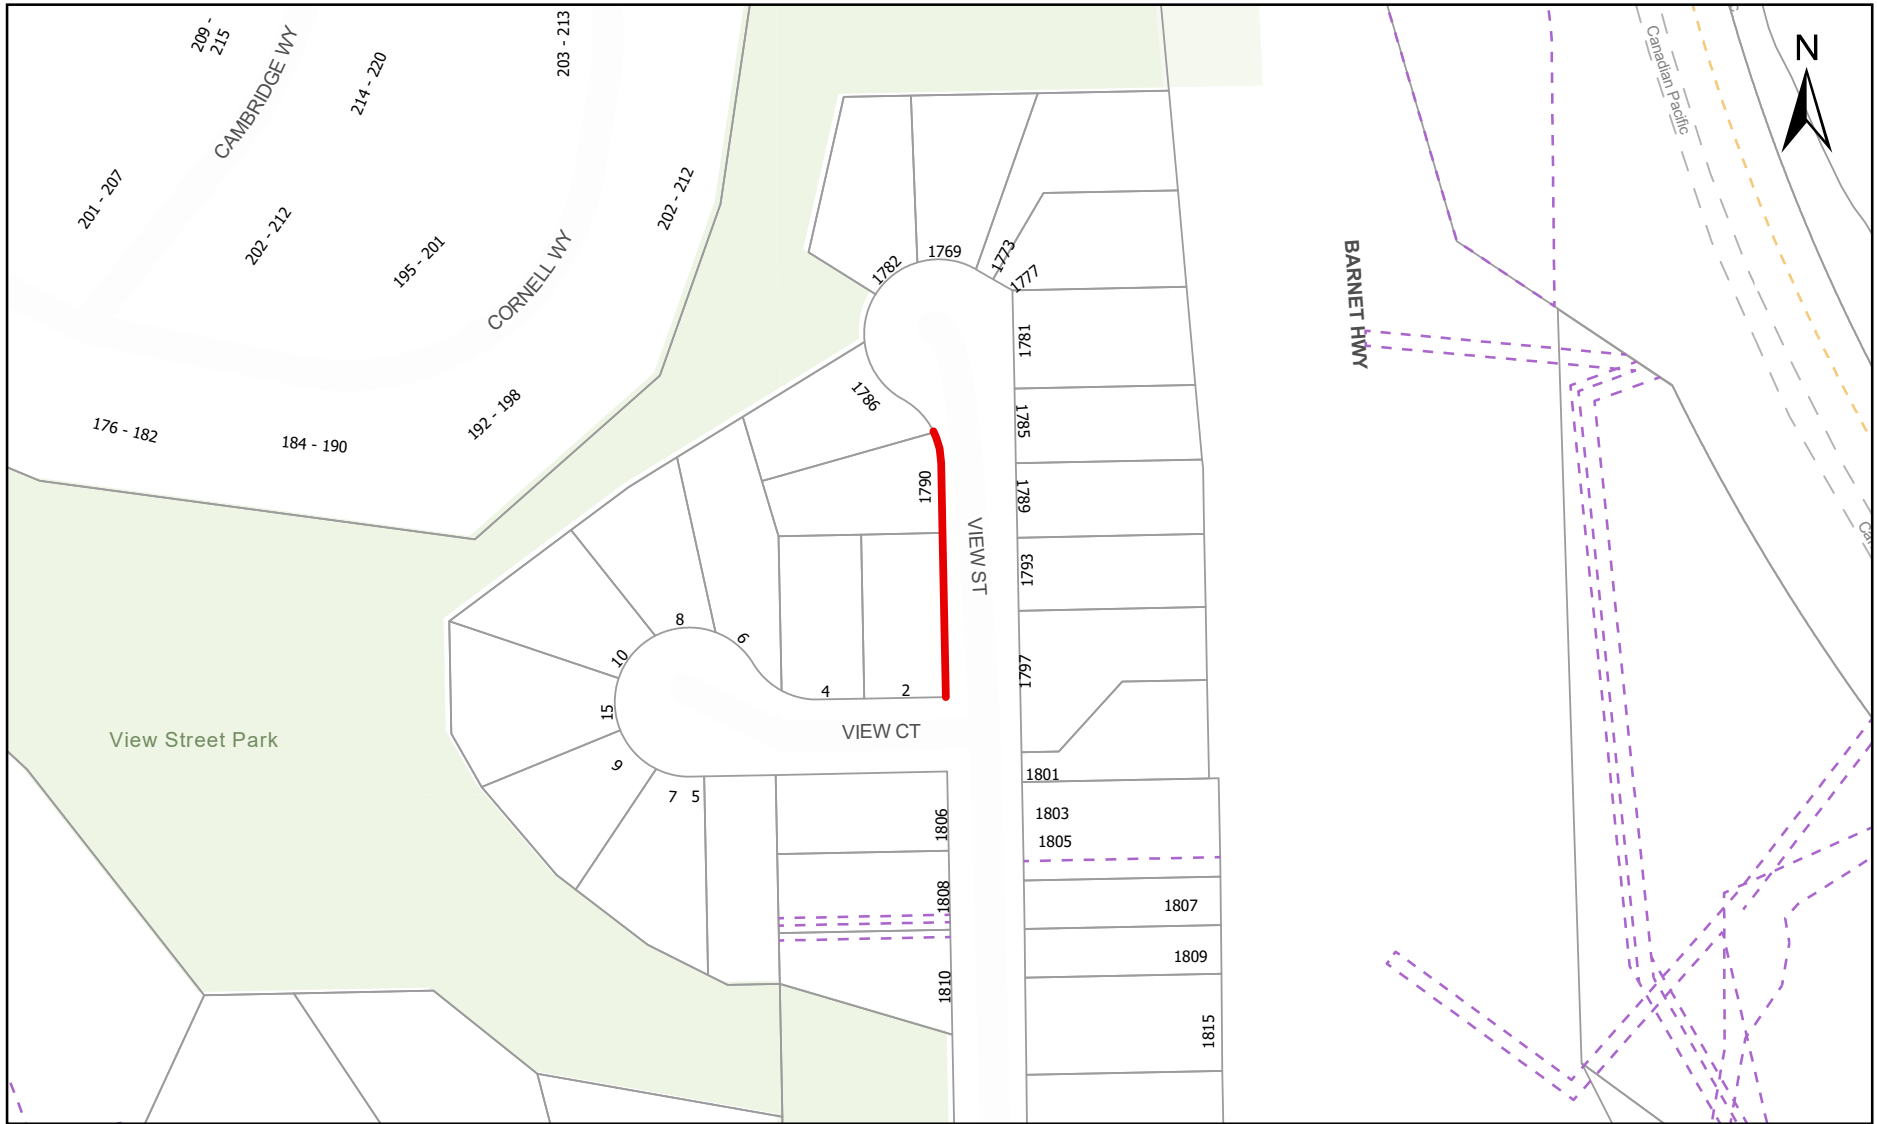 209 -
215
CAMBRIDGE WY
214 - 220
203 - 213
Canadian Pacific
N
201 - 207
202 - 212
202 - 212
195 - 201
CORNELL WY
1782
1769
1773
1777
BARNET HWY
1781
1786
1785
176 - 182
184 - 190
192 - 198
1790
1789
VIEW ST
1793
8
6
10
1797
4
2
15
VIEW CT
View Street Park
9
1801
7
5
1806
1803
1805
1808
1807
1809
1810
1815